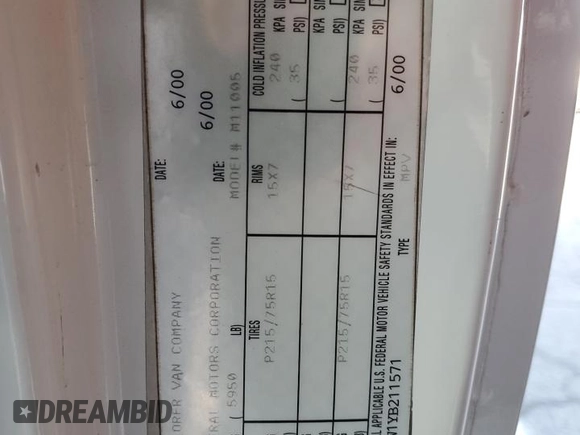 ORER VAN COMPANY DATE: 6/00
RAL MOTORS CORPORATION DATE: 6/00
(5950 LB) MODEL# M11005
TIRES RIMS COLD INFLATION PRESSURE
P215/75R15 15X7 240 KPA
( 35 PSI)
KPA
( PSI)
P215/75R15 15X7 240 KPA
( 35 PSI)
L APPLICABLE U.S. FEDERAL MOTOR VEHICLE SAFETY STANDARDS IN EFFECT IN: 6/00
1YB211571 TYPE MPV
DREAMBID